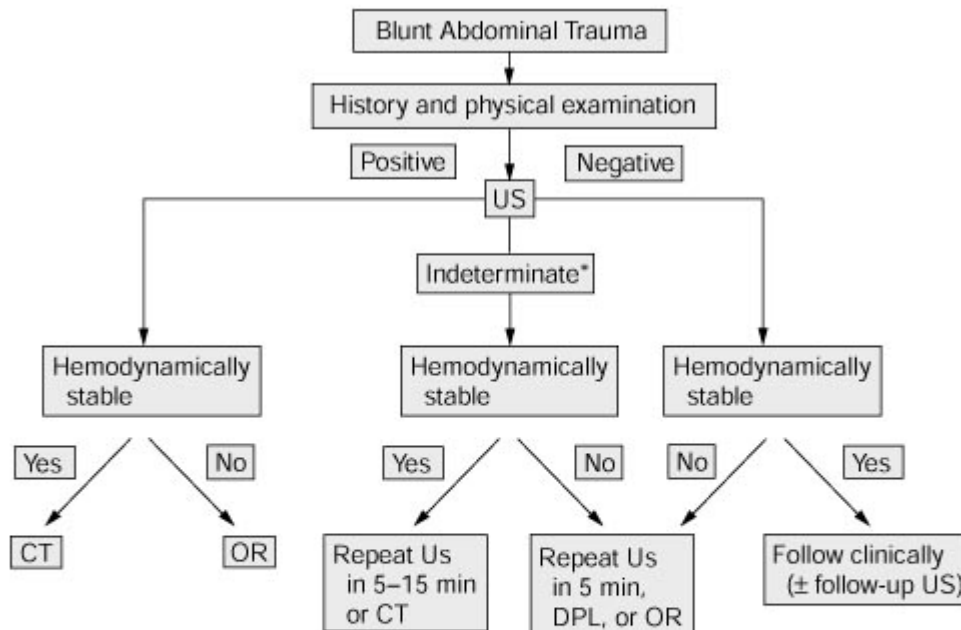 Blunt Abdominal Trauma
History and physical examination
Positive
Negative
US
Indeterminate*
Hemodynamically
stable
Hemodynamically
stable
Hemodynamically
stable
Yes
No
Yes
No
No
Yes
CT
OR
Repeat Us
in 5–15 min
or CT
Repeat Us
in 5 min,
DPL, or OR
Follow clinically
(± follow-up US)